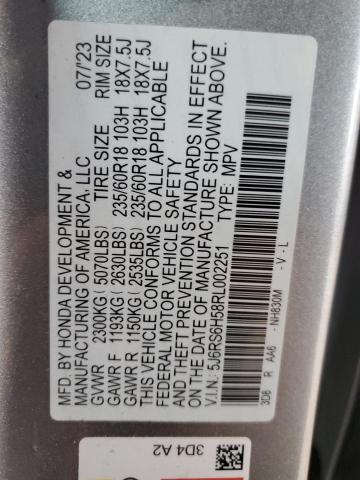 MFD. BY HONDA DEVELOPMENT & 07/'23
MANUFACTURING OF AMERICA, LLC
TIRE SIZE RIM SIZE
GVWR 2300KG ( 5070LBS)
GAWR F 1193KG ( 2630LBS) 235/60R18 103H 18X7.5J
GAWR R 1150KG ( 2535LBS) 235/60R18 103H 18X7.5J
THIS VEHICLE CONFORMS TO ALL APPLICABLE
FEDERAL MOTOR VEHICLE SAFETY
AND THEFT PREVENTION STANDARDS IN EFFECT
ON THE DATE OF MANUFACTURE SHOWN ABOVE.
V.I.N.: 5J6RS6H58RL002251 TYPE: MPV
3D8 R AA6 -NH830M -V-L
3D4 A2